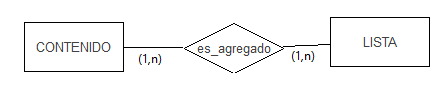 CONTENIDO
(1,n)
es_agregado
(1,n)
LISTA